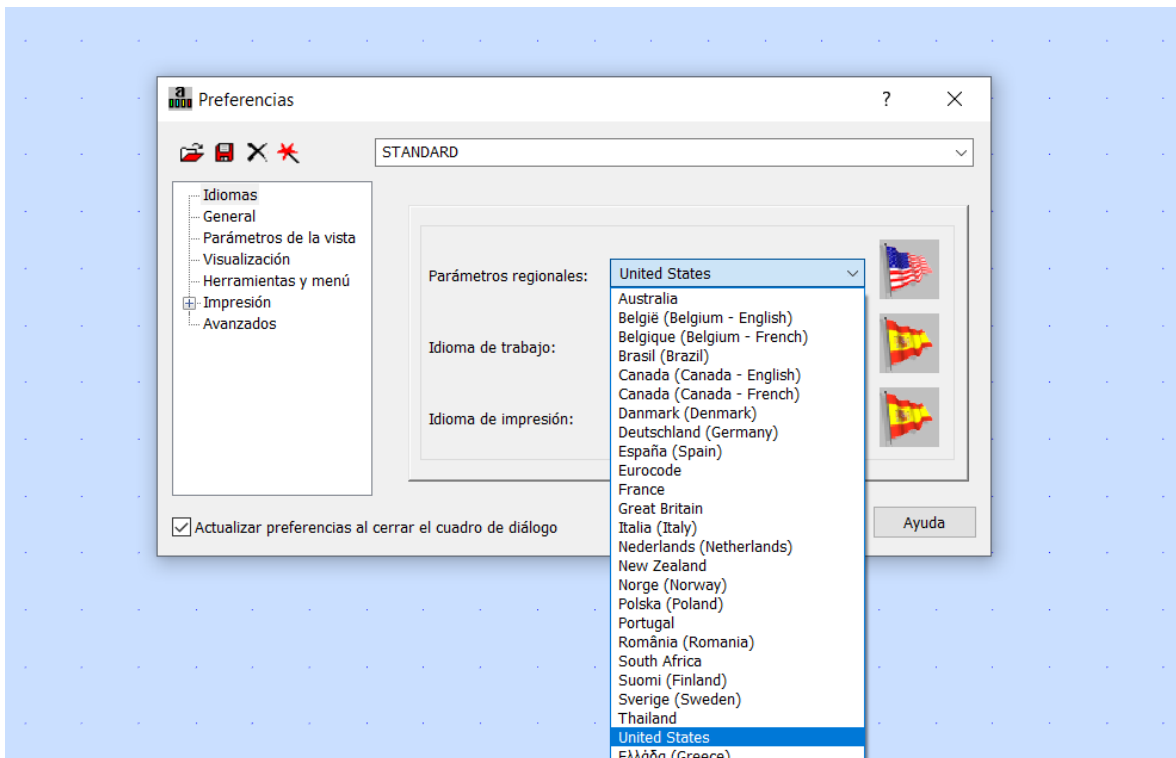 Preferencias
STANDARD
Idiomas
General
Parámetros de la vista
Visualización
Herramientas y menú
Impresión
Avanzados
Parámetros regionales:
United States
Idioma de trabajo:
Idioma de impresión:
Australia
België (Belgium - English)
Belgique (Belgium - French)
Brasil (Brazil)
Canada (Canada - English)
Canada (Canada - French)
Danmark (Denmark)
Deutschland (Germany)
España (Spain)
Eurocode
France
Great Britain
Italia (Italy)
Nederlands (Netherlands)
New Zealand
Norge (Norway)
Polska (Poland)
Portugal
România (Romania)
South Africa
Suomi (Finland)
Sverige (Sweden)
Thailand
United States
Ελλάδα (Greece)
Actualizar preferencias al cerrar el cuadro de diálogo
Ayuda